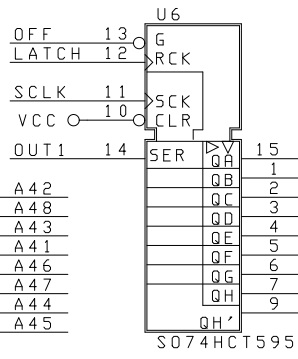 U6
OFF 13 G
LATCH 12 RCK
SCLK 11 SCK
VCC 10 CLR
OUT1 14 SER QA 15
QB 1
A42 QC 2
A48 QD 3
A43 QE 4
A41 QF 5
A46 QG 6
A47 QH 7
A44 9
A45 QH'
SO74HCT595